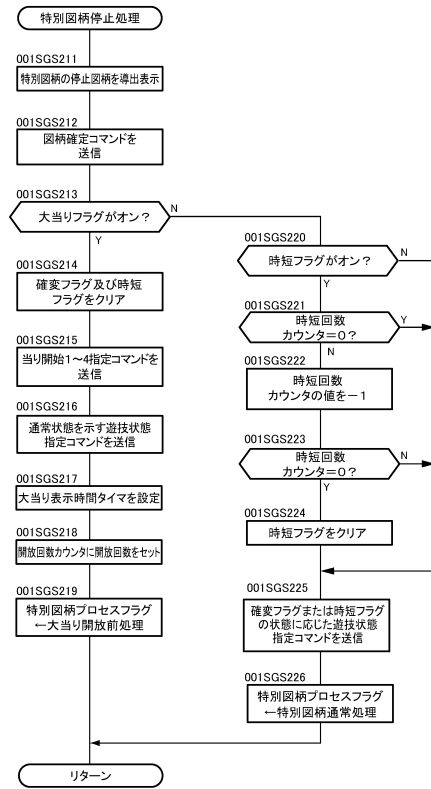 特別図柄停止処理
001SGS211
特別図柄の停止図柄を導出表示
001SGS212
図柄確定コマンドを
送信
001SGS213
大当りフラグがオン?
N
Y
001SGS214
確変フラグ及び時短
フラグをクリア
001SGS215
当り開始1~4指定コマンドを
送信
001SGS216
通常状態を示す遊技状態
指定コマンドを送信
001SGS217
大当り表示時間タイマを設定
001SGS218
開放回数カウンタに開放回数をセット
001SGS219
特別図柄プロセスフラグ
←大当り開放前処理
001SGS220
時短フラグがオン?
N
Y
001SGS221
時短回数
カウンタ=0?
Y
N
001SGS222
時短回数
カウンタの値を-1
001SGS223
時短回数
カウンタ=0?
N
Y
001SGS224
時短フラグをクリア
001SGS225
確変フラグまたは時短フラグ
の状態に応じた遊技状態
指定コマンドを送信
001SGS226
特別図柄プロセスフラグ
←特別図柄通常処理
リターン